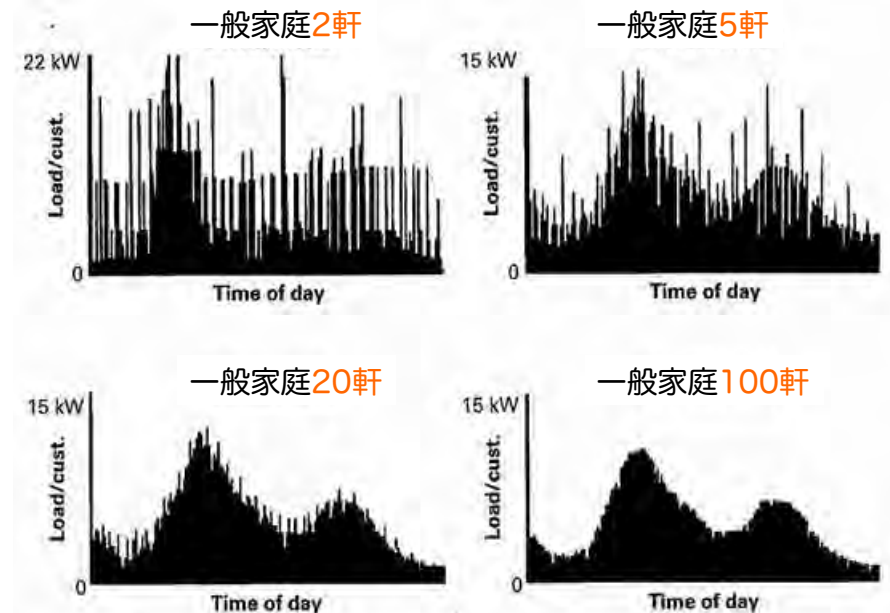 一般家庭2軒
22 kW
Load/cust.
0
Time of day
一般家庭5軒
15 kW
Load/cust.
0
Time of day
一般家庭20軒
15 kW
Load/cust.
0
Time of day
一般家庭100軒
15 kW
Load/cust.
0
Time of day